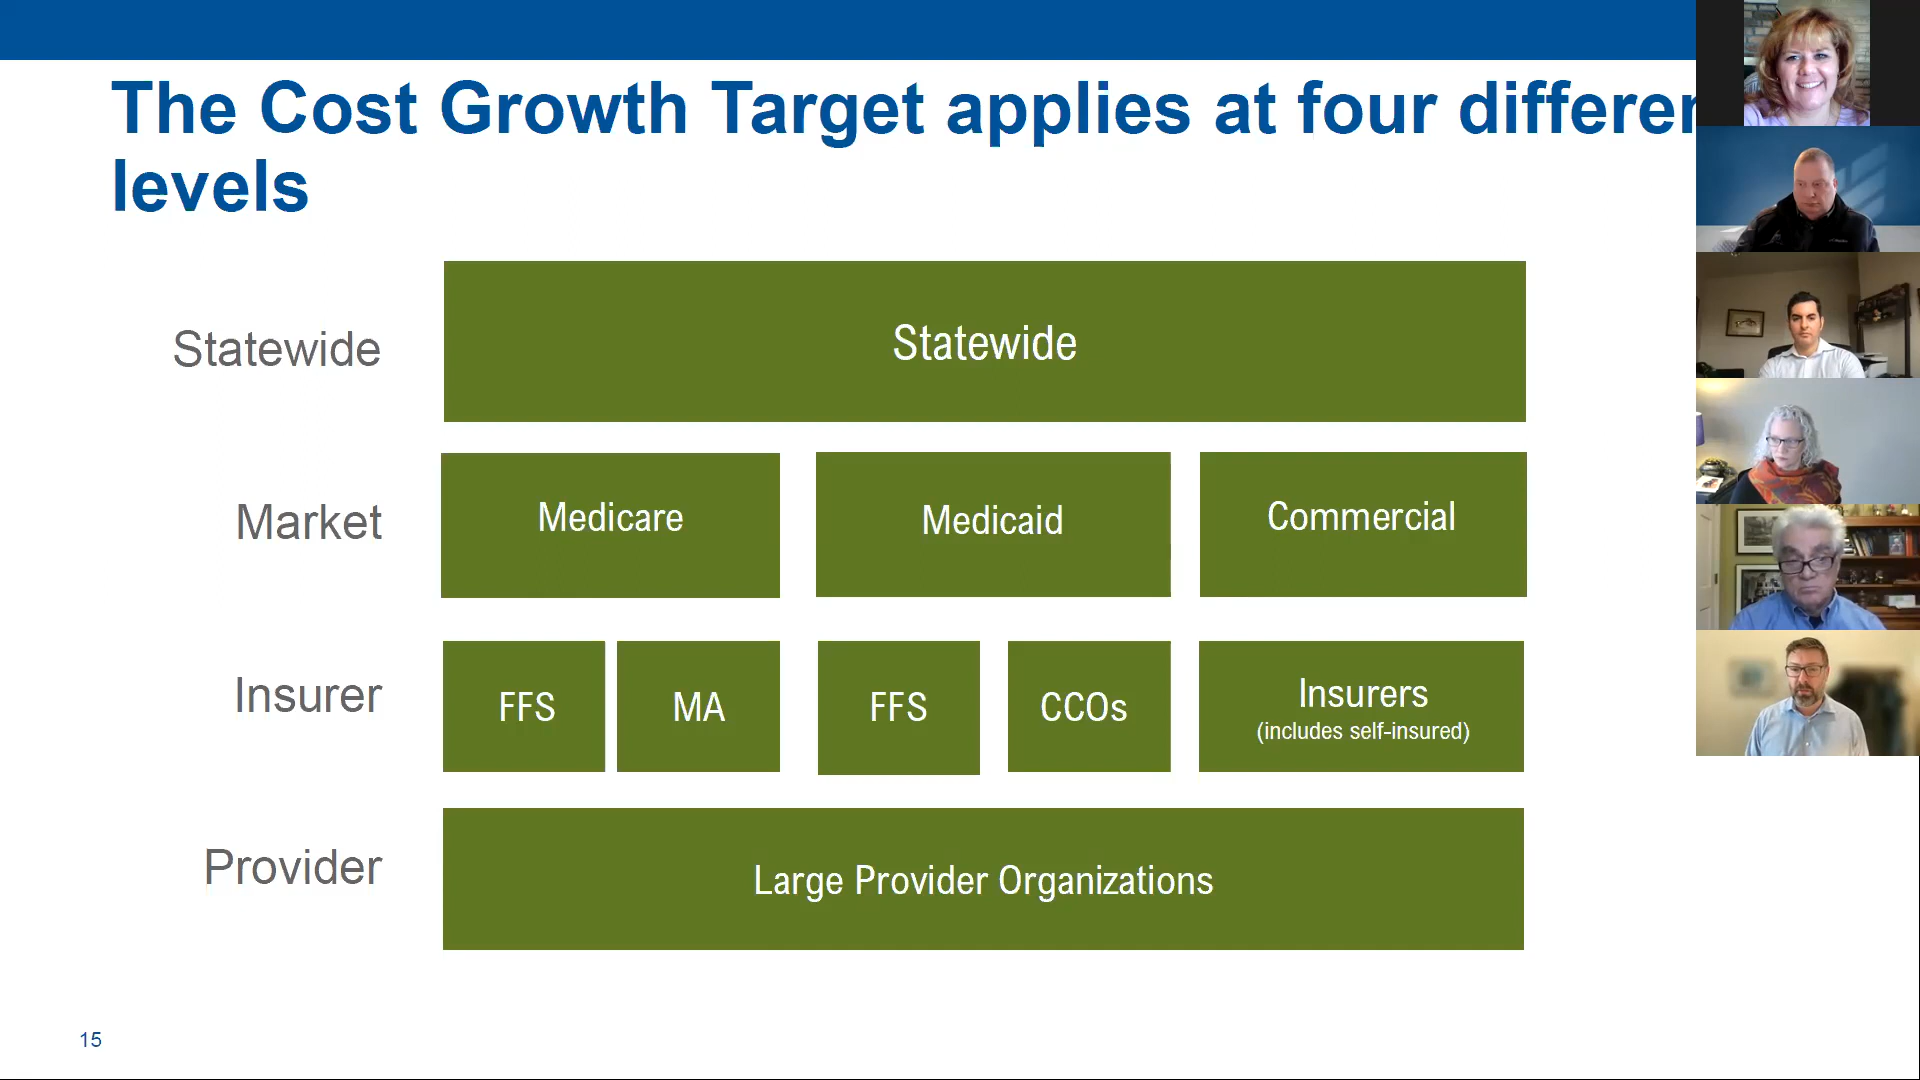 The Cost Growth Target applies at four differen
levels
Statewide
Statewide
Market
Medicare
Medicaid
Commercial
Insurer
FFS
MA
FFS
CCOs
Insurers
(includes self-insured)
Provider
Large Provider Organizations
15